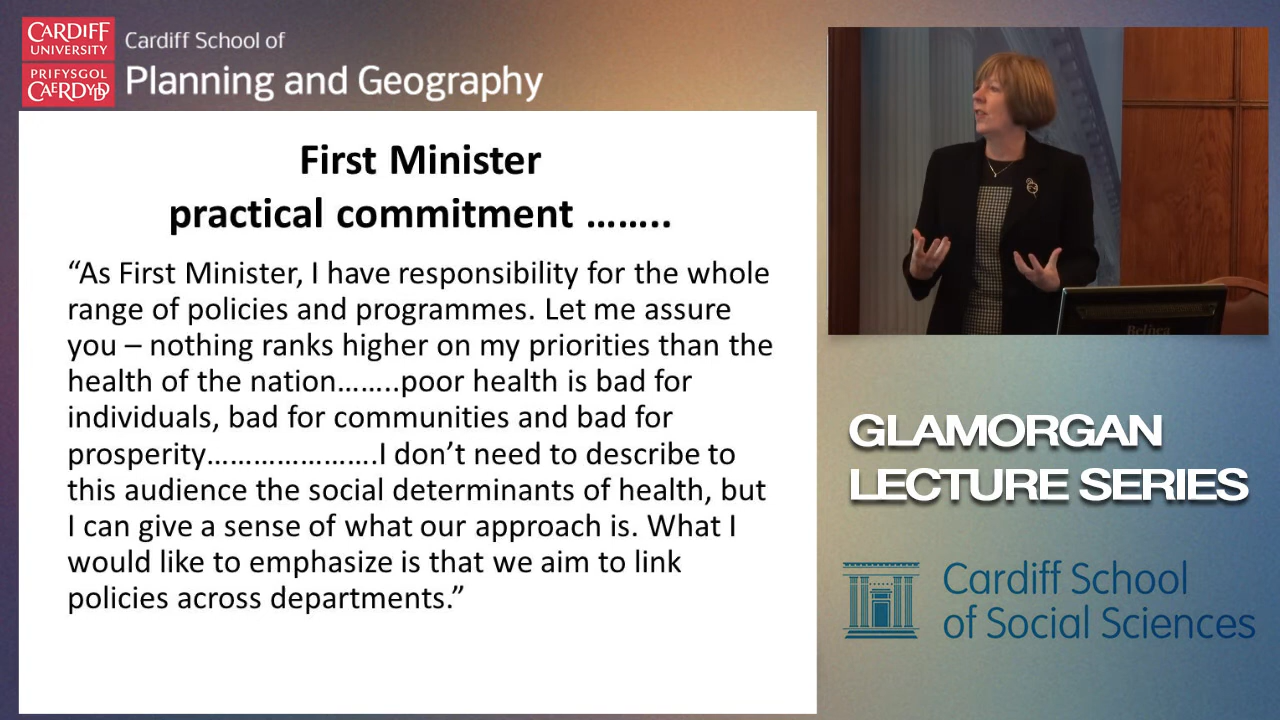 CARDIFF
UNIVERSITY
PRIFYSGOL
CAERDYDD
Cardiff School of
Planning and Geography
First Minister
practical commitment ……..
“As First Minister, I have responsibility for the whole
range of policies and programmes. Let me assure
you – nothing ranks higher on my priorities than the
health of the nation……..poor health is bad for
individuals, bad for communities and bad for
prosperity………………….I don’t need to describe to
this audience the social determinants of health, but
I can give a sense of what our approach is. What I
would like to emphasize is that we aim to link
policies across departments.”
GLAMORGAN
LECTURE SERIES
Cardiff School
of Social Sciences